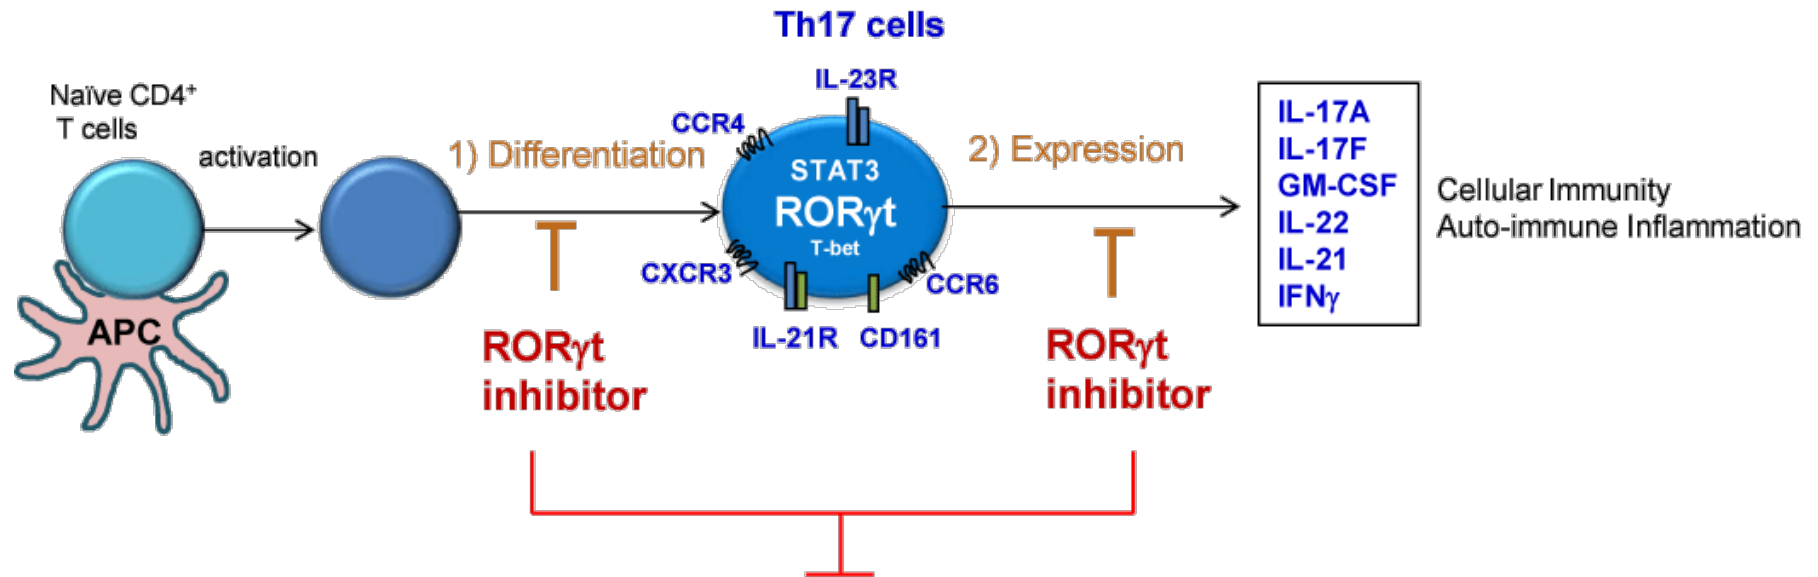 Th17 cells
Naïve CD4⁺
T cells
activation
APC
1) Differentiation
RORγt
inhibitor
IL-23R
CCR4
STAT3
RORγt
T-bet
CXCR3
CCR6
IL-21R
CD161
2) Expression
RORγt
inhibitor
IL-17A
IL-17F
GM-CSF
IL-22
IL-21
IFNγ
Cellular Immunity
Auto-immune Inflammation